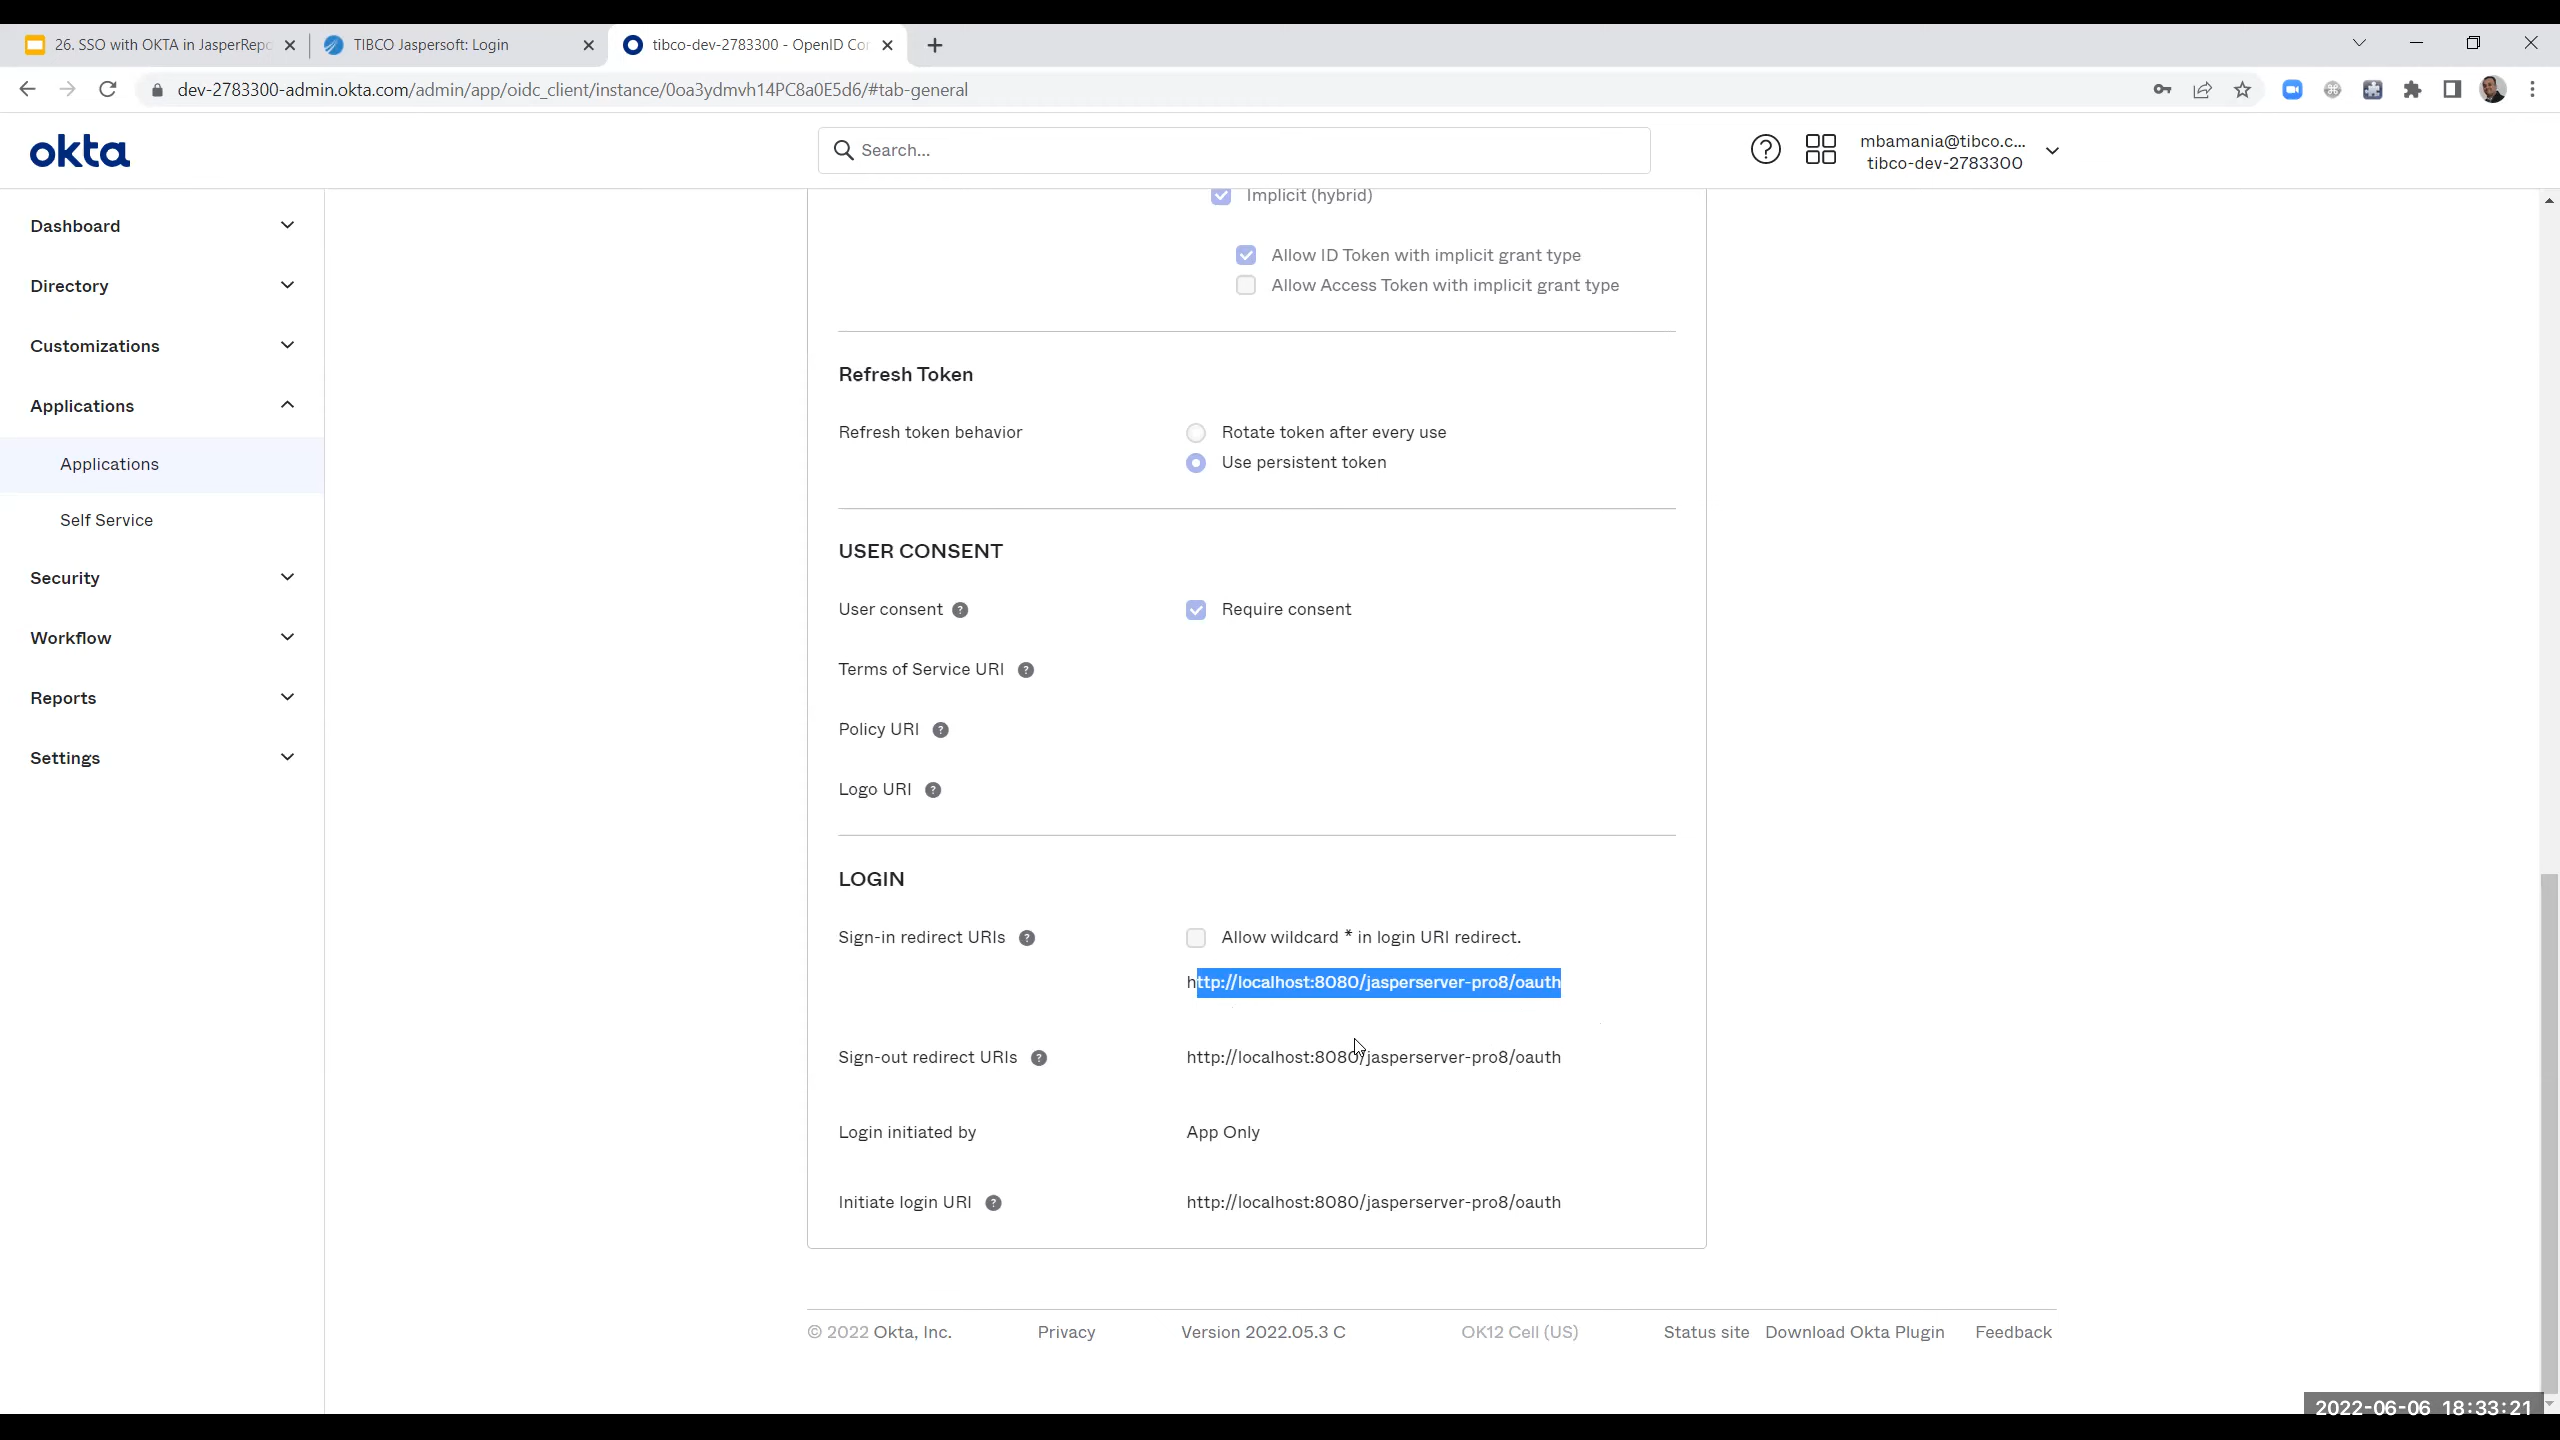 26. SSO with OKTA in JasperRepo
TIBCO Jaspersoft: Login
tibco-dev-2783300 - OpenID Co
dev-2783300-admin.okta.com/admin/app/oidc_client/instance/0oa3ydmvh14PC8a0E5d6/#tab-general
okta
Search...
mbamania@tibco.c...
tibco-dev-2783300
Dashboard
Directory
Customizations
Applications
Applications
Self Service
Security
Workflow
Reports
Settings
Implicit (hybrid)
Allow ID Token with implicit grant type
Allow Access Token with implicit grant type
Refresh Token
Refresh token behavior
Rotate token after every use
Use persistent token
USER CONSENT
User consent
Require consent
Terms of Service URI
Policy URI
Logo URI
LOGIN
Sign-in redirect URIs
Allow wildcard * in login URI redirect.
http://localhost:8080/jasperserver-pro8/oauth
Sign-out redirect URIs
http://localhost:8080/jasperserver-pro8/oauth
Login initiated by
App Only
Initiate login URI
http://localhost:8080/jasperserver-pro8/oauth
© 2022 Okta, Inc.
Privacy
Version 2022.05.3 C
OK12 Cell (US)
Status site
Download Okta Plugin
Feedback
2022-06-06 18:33:21